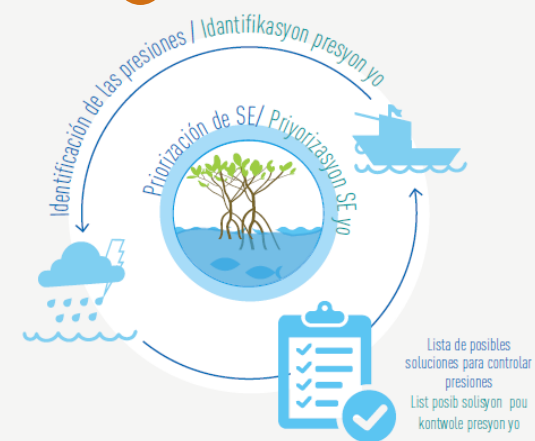 Identificación de las presiones / Idantifikasyon presyon yo
Priorización de SE/ Priyorizasyon SE yo
Lista de posibles
soluciones para controlar
presiones
List posib solisyon pou
kontwole presyon yo